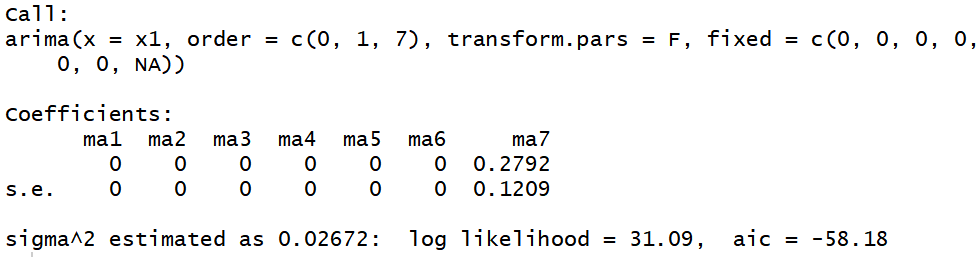 Call:
arima(x = x1, order = c(0, 1, 7), transform.pars = F, fixed = c(0, 0, 0, 0,
    0, 0, NA))
Coefficients:
      ma1  ma2  ma3  ma4  ma5  ma6     ma7
        0    0    0    0    0    0  0.2792
s.e.    0    0    0    0    0    0  0.1209
sigma^2 estimated as 0.02672:  log likelihood = 31.09,  aic = -58.18